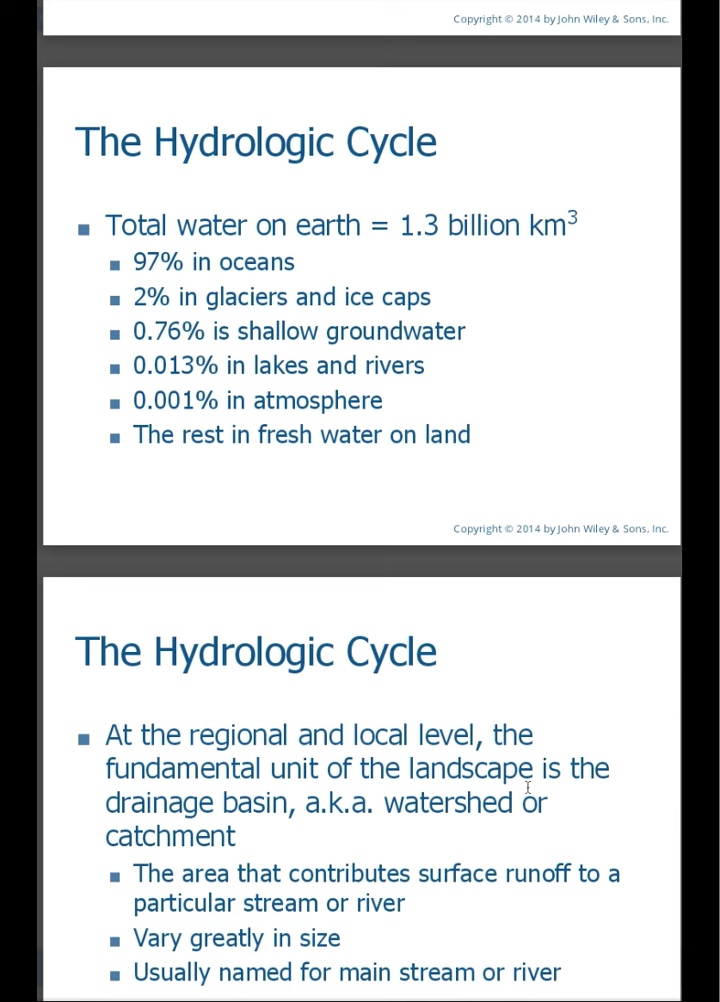 Copyright © 2014 by John Wiley & Sons, Inc.
The Hydrologic Cycle
■ Total water on earth = 1.3 billion km³
■ 97% in oceans
■ 2% in glaciers and ice caps
■ 0.76% is shallow groundwater
■ 0.013% in lakes and rivers
■ 0.001% in atmosphere
■ The rest in fresh water on land
Copyright © 2014 by John Wiley & Sons, Inc.
The Hydrologic Cycle
■ At the regional and local level, the
fundamental unit of the landscape is the
drainage basin, a.k.a. watershed or
catchment
■ The area that contributes surface runoff to a
particular stream or river
■ Vary greatly in size
■ Usually named for main stream or river